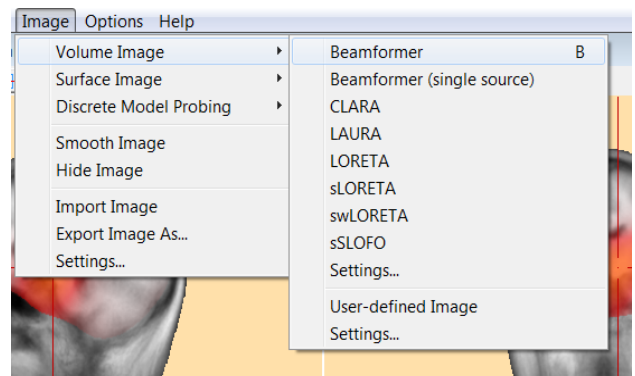 Image Options Help
Volume Image
Surface Image
Discrete Model Probing
Smooth Image
Hide Image
Import Image
Export Image As...
Settings...
Beamformer B
Beamformer (single source)
CLARA
LAURA
LORETA
sLORETA
swLORETA
sSLOFO
Settings...
User-defined Image
Settings...